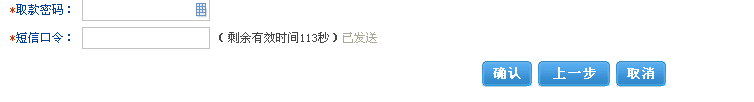 *取款密码：
*短信口令： （剩余有效时间113秒）已发送
确认 上一步 取消